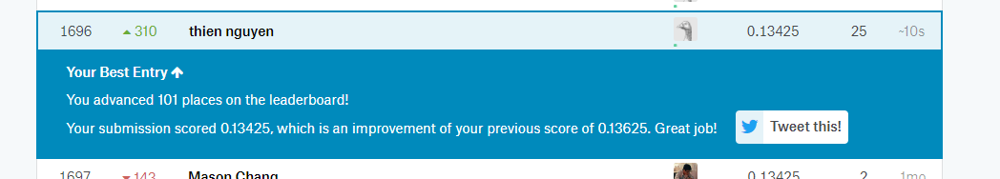 1696 310 thien nguyen 0.13425 25 ~10s
Your Best Entry
You advanced 101 places on the leaderboard!
Your submission scored 0.13425, which is an improvement of your previous score of 0.13625. Great job! Tweet this!
1697 143 Mason Chang 0.13425 2 1mo